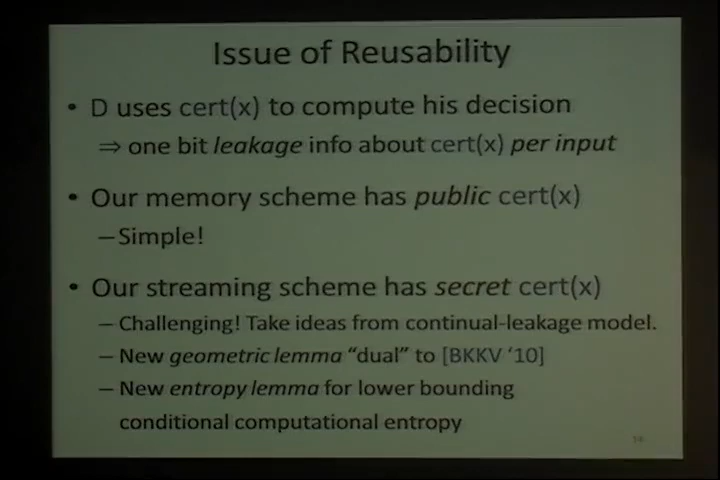 Issue of Reusability
• D uses cert(x) to compute his decision
⇒ one bit leakage info about cert(x) per input
• Our memory scheme has public cert(x)
– Simple!
• Our streaming scheme has secret cert(x)
– Challenging! Take ideas from continual-leakage model.
– New geometric lemma “dual” to [BKKV ‘10]
– New entropy lemma for lower bounding
conditional computational entropy